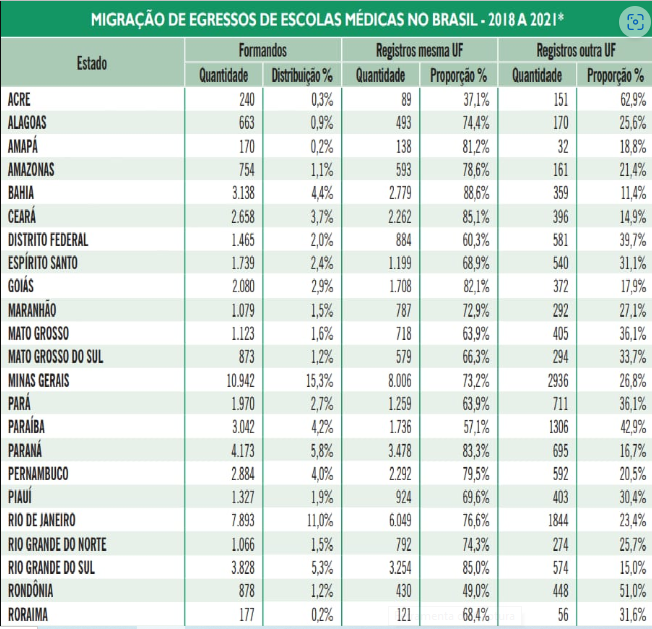 MIGRAÇÃO DE EGRESSOS DE ESCOLAS MÉDICAS NO BRASIL - 2018 A 2021*
Estado Formandos Registros mesma UF Registros outra UF
Quantidade Distribuição % Quantidade Proporção % Quantidade Proporção %
ACRE 240 0,3% 89 37,1% 151 62,9%
ALAGOAS 663 0,9% 493 74,4% 170 25,6%
AMAPÁ 170 0,2% 138 81,2% 32 18,8%
AMAZONAS 754 1,1% 593 78,6% 161 21,4%
BAHIA 3.138 4,4% 2.779 88,6% 359 11,4%
CEARÁ 2.658 3,7% 2.262 85,1% 396 14,9%
DISTRITO FEDERAL 1.465 2,0% 884 60,3% 581 39,7%
ESPÍRITO SANTO 1.739 2,4% 1.199 68,9% 540 31,1%
GOIÁS 2.080 2,9% 1.708 82,1% 372 17,9%
MARANHÃO 1.079 1,5% 787 72,9% 292 27,1%
MATO GROSSO 1.123 1,6% 718 63,9% 405 36,1%
MATO GROSSO DO SUL 873 1,2% 579 66,3% 294 33,7%
MINAS GERAIS 10.942 15,3% 8.006 73,2% 2936 26,8%
PARÁ 1.970 2,7% 1.259 63,9% 711 36,1%
PARAÍBA 3.042 4,2% 1.736 57,1% 1306 42,9%
PARANÁ 4.173 5,8% 3.478 83,3% 695 16,7%
PERNAMBUCO 2.884 4,0% 2.292 79,5% 592 20,5%
PIAUÍ 1.327 1,9% 924 69,6% 403 30,4%
RIO DE JANEIRO 7.893 11,0% 6.049 76,6% 1844 23,4%
RIO GRANDE DO NORTE 1.066 1,5% 792 74,3% 274 25,7%
RIO GRANDE DO SUL 3.828 5,3% 3.254 85,0% 574 15,0%
RONDÔNIA 878 1,2% 430 49,0% 448 51,0%
RORAIMA 177 0,2% 121 68,4% 56 31,6%